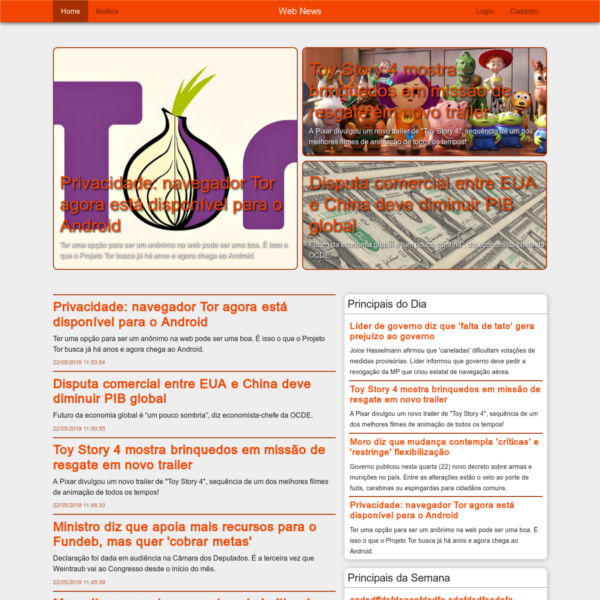 Home Notícia Web News Login Cadastro
Tor
Privacidade: navegador Tor
agora está disponível para o
Android
Ter uma opção para ser um anônimo na web pode ser uma boa. É isso o
que o Projeto Tor busca já há anos e agora chega ao Android.
Toy Story 4 mostra
brinquedos em missão de
resgate em novo trailer
A Pixar divulgou um novo trailer de "Toy Story 4", sequência de um dos
melhores filmes de animação de todos os tempos!
Disputa comercial entre EUA
e China deve diminuir PIB
global
Futuro da economia global é "um pouco sombria", diz economista-chefe da
OCDE.
Privacidade: navegador Tor agora está
disponível para o Android
Ter uma opção para ser um anônimo na web pode ser uma boa. É isso o que o Projeto
Tor busca já há anos e agora chega ao Android.
22/05/2019 11:53:54
Disputa comercial entre EUA e China deve
diminuir PIB global
Futuro da economia global é "um pouco sombria", diz economista-chefe da OCDE.
22/05/2019 11:50:55
Toy Story 4 mostra brinquedos em missão de
resgate em novo trailer
A Pixar divulgou um novo trailer de "Toy Story 4", sequência de um dos melhores filmes
de animação de todos os tempos!
22/05/2019 11:48:33
Ministro diz que apoia mais recursos para o
Fundeb, mas quer 'cobrar metas'
Declaração foi dada em audiência na Câmara dos Deputados. É a terceira vez que
Weintraub vai ao Congresso desde o início do mês.
22/05/2019 11:45:39
Principais do Dia
Líder de governo diz que 'falta de tato' gera
prejuízo ao governo
Joice Hasselmann afirmou que 'caneladas' dificultam votações de
medidas provisórias. Líder informou que governo deve pedir a
revogação da MP que criou estatal de navegação aérea.
Toy Story 4 mostra brinquedos em missão de
resgate em novo trailer
A Pixar divulgou um novo trailer de "Toy Story 4", sequência de um
dos melhores filmes de animação de todos os tempos!
Moro diz que mudança contempla 'críticas' e
'restringe' flexibilização
Governo publicou nesta quarta (22) novo decreto sobre armas e
munições no país. Entre as alterações estão o veto ao porte de
fuzis, carabinas ou espingardas para cidadãos comuns.
Privacidade: navegador Tor agora está
disponível para o Android
Ter uma opção para ser um anônimo na web pode ser uma boa. É
isso o que o Projeto Tor busca já há anos e agora chega ao
Android.
Principais da Semana